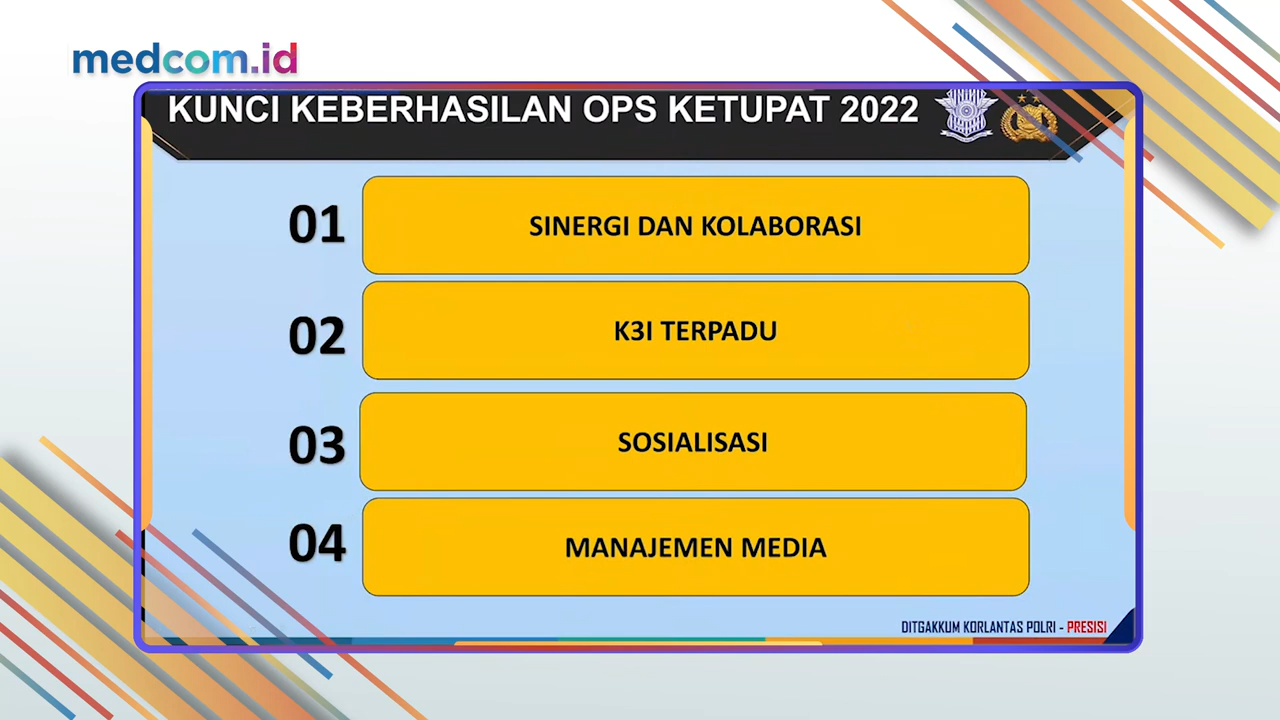 medcom.id
KUNCI KEBERHASILAN OPS KETUPAT 2022
01
SINERGI DAN KOLABORASI
02
K3I TERPADU
03
SOSIALISASI
04
MANAJEMEN MEDIA
DITGAKKUM KORLANTAS POLRI - PRESISI